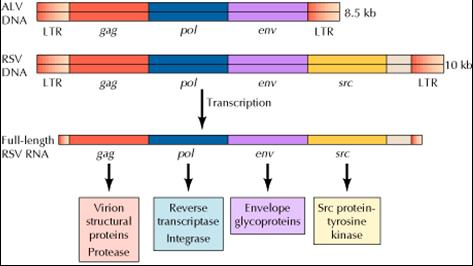 ALV
DNA
8.5 kb
LTR gag pol env LTR
RSV
DNA
10 kb
LTR gag pol env src LTR
Transcription
Full-length
RSV RNA
gag pol env src
Virion
structural
proteins
Protease
Reverse
transcriptase
Integrase
Envelope
glycoproteins
Src protein-
tyrosine
kinase